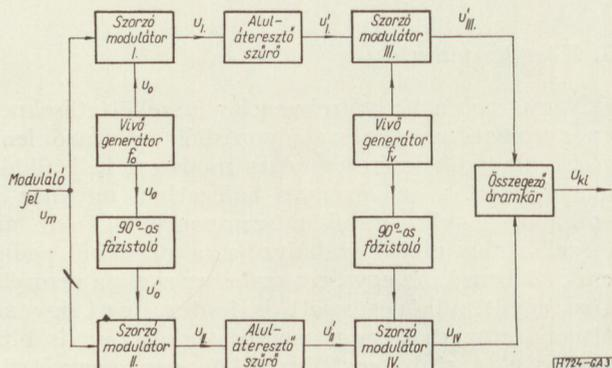 Szorzó
modulátor
I.
u_I.
Alul-
áteresztő
szűrő
u'_I.
Szorzó
modulátor
III.
u'_III.
u_o
Vivő
generátor
f_o
Vivő
generátor
f_v
Moduláló
jel
u_m
u_o
Összegező
áramkör
u_ki
90°-os
fázistoló
90°-os
fázistoló
u'_o
Szorzó
modulátor
II.
u_II
Alul-
áteresztő
szűrő
u'_II
Szorzó
modulátor
IV.
u_IV
H724-GA3